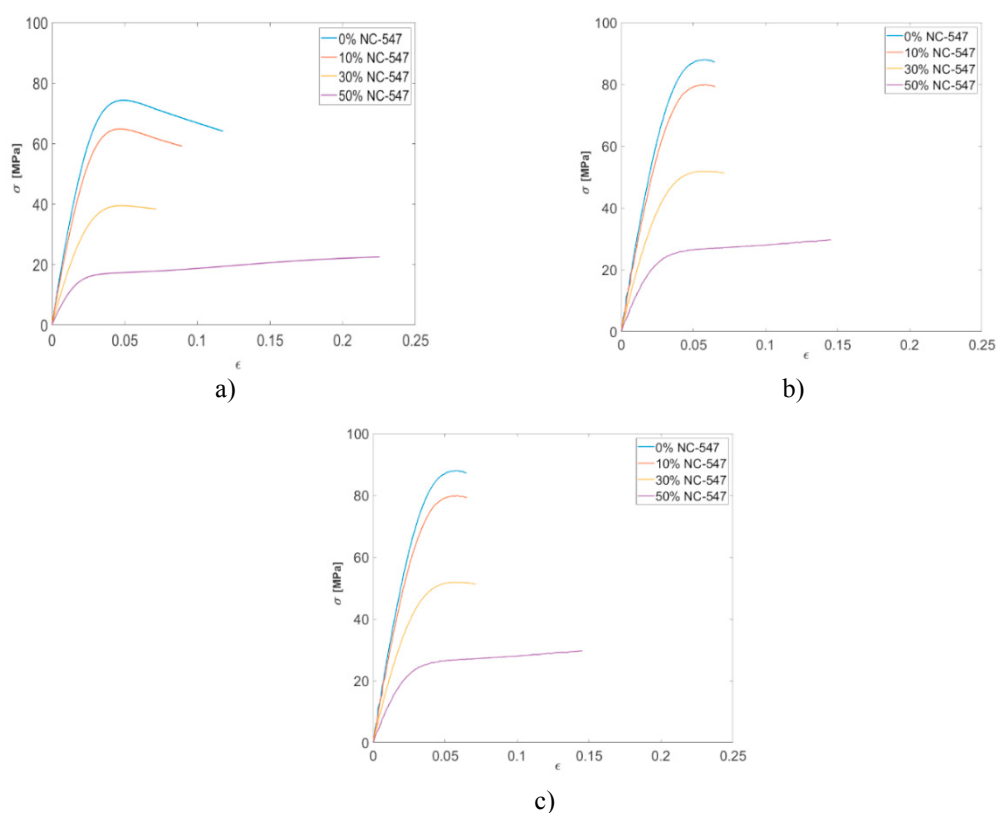 100
80
60
40
20
0
σ [MPa]
0% NC-547
10% NC-547
30% NC-547
50% NC-547
0
0.05
0.1
0.15
0.2
0.25
ϵ
a)
100
80
60
40
20
0
σ [MPa]
0% NC-547
10% NC-547
30% NC-547
50% NC-547
0
0.05
0.1
0.15
0.2
0.25
ϵ
b)
100
80
60
40
20
0
σ [MPa]
0% NC-547
10% NC-547
30% NC-547
50% NC-547
0
0.05
0.1
0.15
0.2
0.25
ϵ
c)